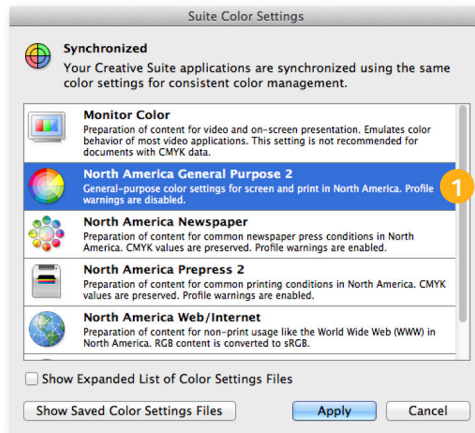 Suite Color Settings
Synchronized
Your Creative Suite applications are synchronized using the same
color settings for consistent color management.
Monitor Color
Preparation of content for video and on-screen presentation. Emulates color
behavior of most video applications. This setting is not recommended for
documents with CMYK data.
North America General Purpose 2
General-purpose color settings for screen and print in North America. Profile
warnings are disabled.
1
North America Newspaper
Preparation of content for common newspaper press conditions in North
America. CMYK values are preserved. Profile warnings are enabled.
North America Prepress 2
Preparation of content for common printing conditions in North America. CMYK
values are preserved. Profile warnings are enabled.
North America Web/Internet
Preparation of content for non-print usage like the World Wide Web (WWW) in
North America. RGB content is converted to sRGB.
Show Expanded List of Color Settings Files
Show Saved Color Settings Files
Apply
Cancel